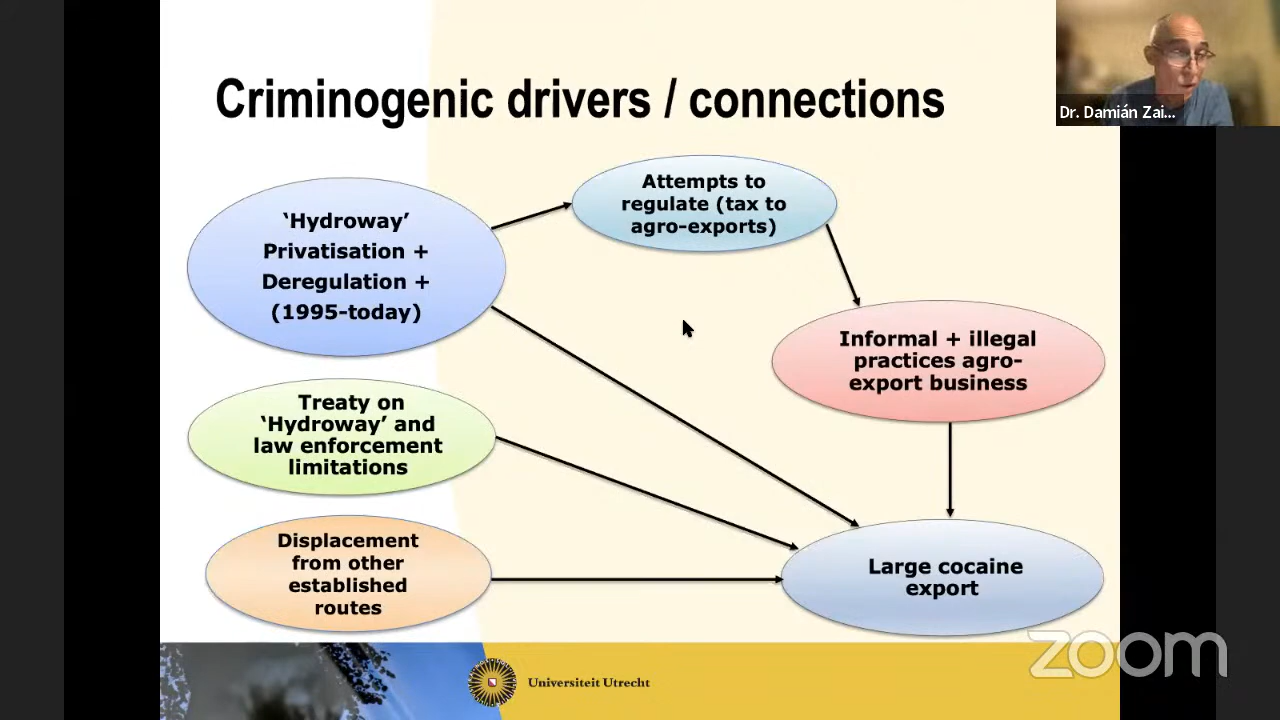 Criminogenic drivers / connections
Dr. Damián Zai...
‘Hydroway’
Privatisation +
Deregulation +
(1995-today)
Attempts to
regulate (tax to
agro-exports)
Informal + illegal
practices agro-
export business
Treaty on
‘Hydroway’ and
law enforcement
limitations
Displacement
from other
established
routes
Large cocaine
export
zoom
Universiteit Utrecht